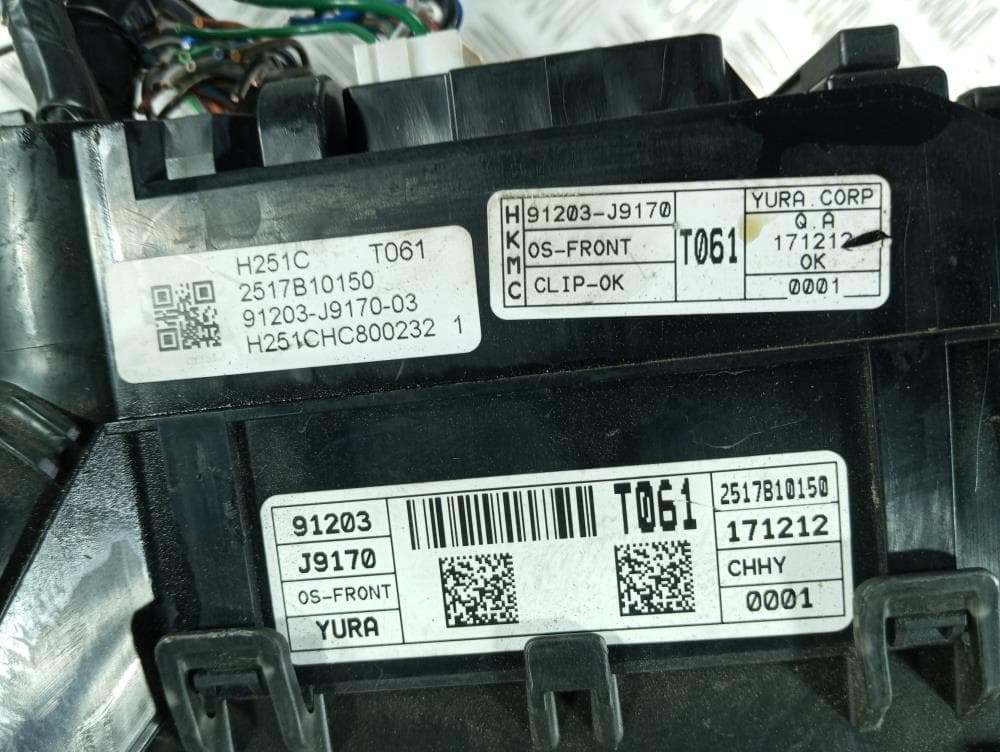 H251C T061
2517B10150
91203-J9170-03
H251CHC800232 1
HKMC
91203-J9170
OS-FRONT
CLIP-OK
T061
YURA.CORP
Q.A
171212
OK
0001
91203
J9170
OS-FRONT
YURA
T061
2517B10150
171212
CHHY
0001